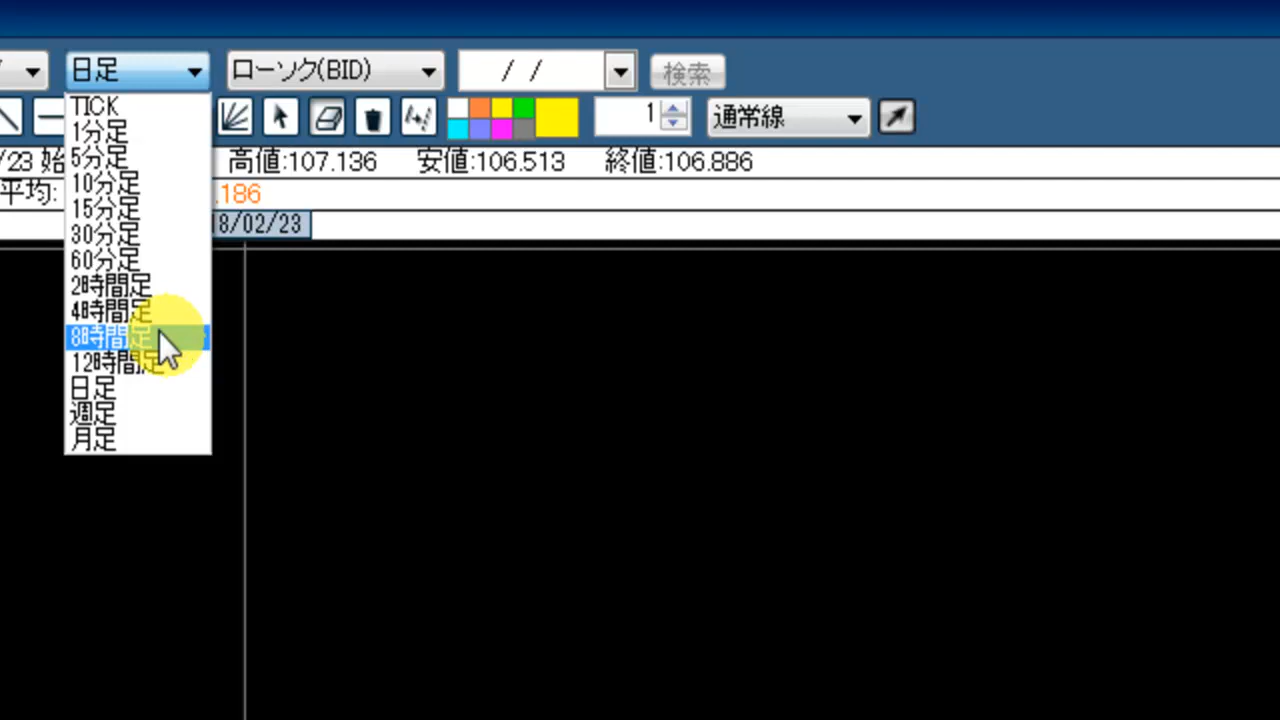 日足 ローソク(BID) / / 検索
1 通常線
/23 始 高値:107.136 安値:106.513 終値:106.886
平均: .186
8/02/23
TICK
1分足
5分足
10分足
15分足
30分足
60分足
2時間足
4時間足
8時間足
12時間足
日足
週足
月足